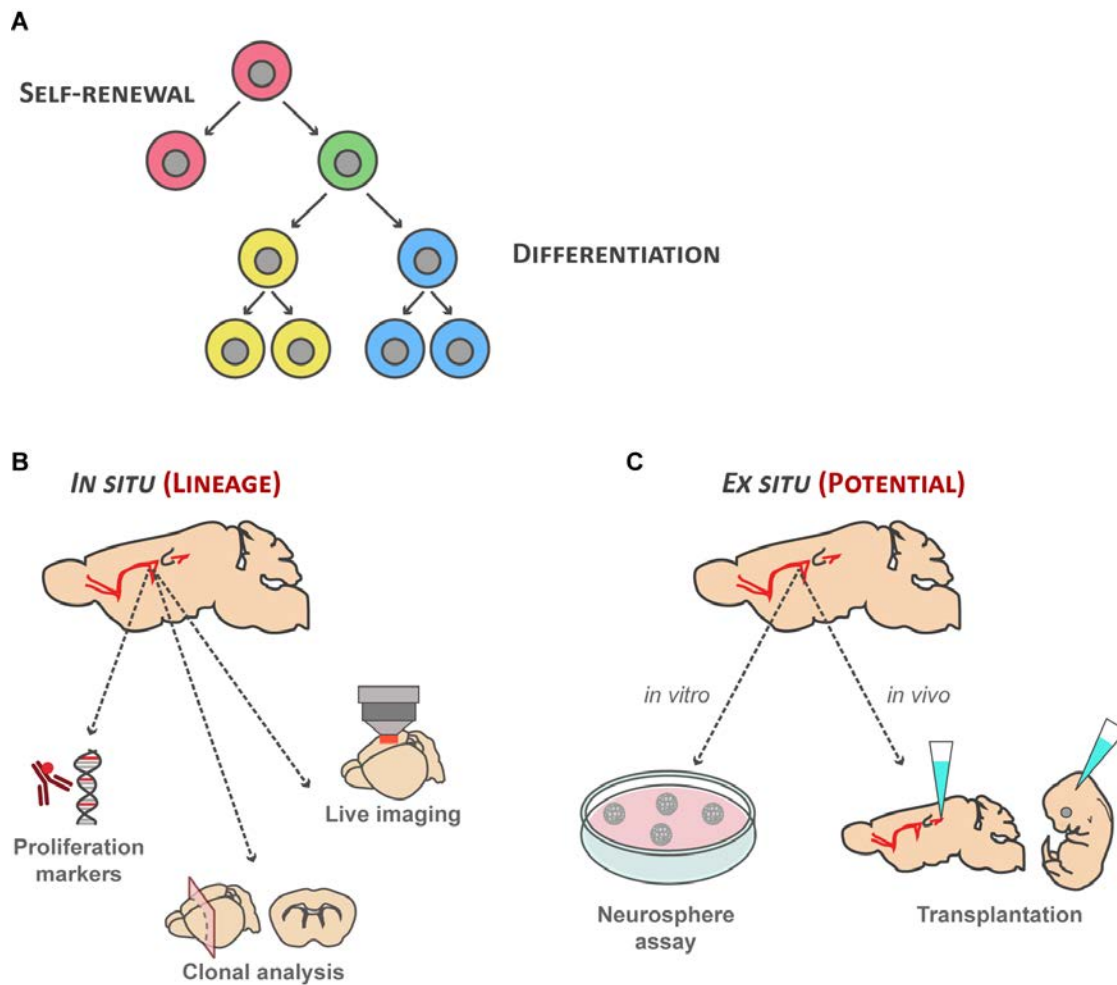 A
SELF-RENEWAL
DIFFERENTIATION
B
IN SITU (LINEAGE)
Proliferation
markers
Clonal analysis
Live imaging
C
EX SITU (POTENTIAL)
in vitro
in vivo
Neurosphere
assay
Transplantation